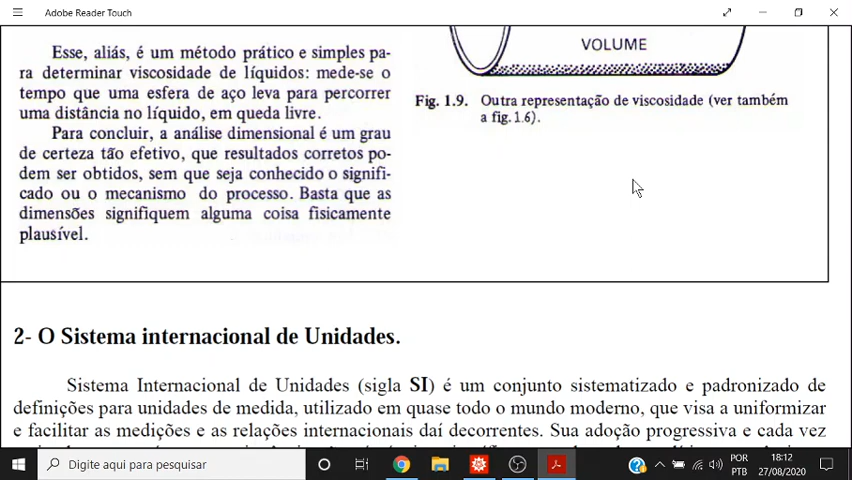 Adobe Reader Touch
Esse, aliás, é um método prático e simples pa-
ra determinar viscosidade de líquidos: mede-se o
tempo que uma esfera de aço leva para percorrer
uma distância no líquido, em queda livre.
Para concluir, a análise dimensional é um grau
de certeza tão efetivo, que resultados corretos po-
dem ser obtidos, sem que seja conhecido o signifi-
cado ou o mecanismo do processo. Basta que as
dimensões signifiquem alguma coisa fisicamente
plausível.
VOLUME
Fig. 1.9. Outra representação de viscosidade (ver também
a fig. 1.6).
2- O Sistema internacional de Unidades.
Sistema Internacional de Unidades (sigla SI) é um conjunto sistematizado e padronizado de
definições para unidades de medida, utilizado em quase todo o mundo moderno, que visa a uniformizar
e facilitar as medições e as relações internacionais daí decorrentes. Sua adoção progressiva e cada vez
Digite aqui para pesquisar
POR
PTB
18:12
27/08/2020